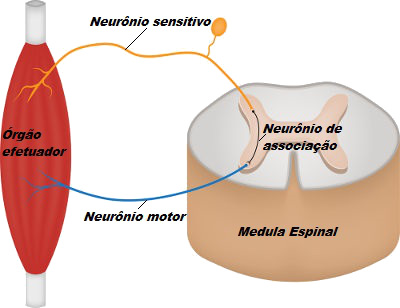 Neurônio sensitivo
Órgão
efetuador
Neurônio de
associação
Neurônio motor
Medula Espinal